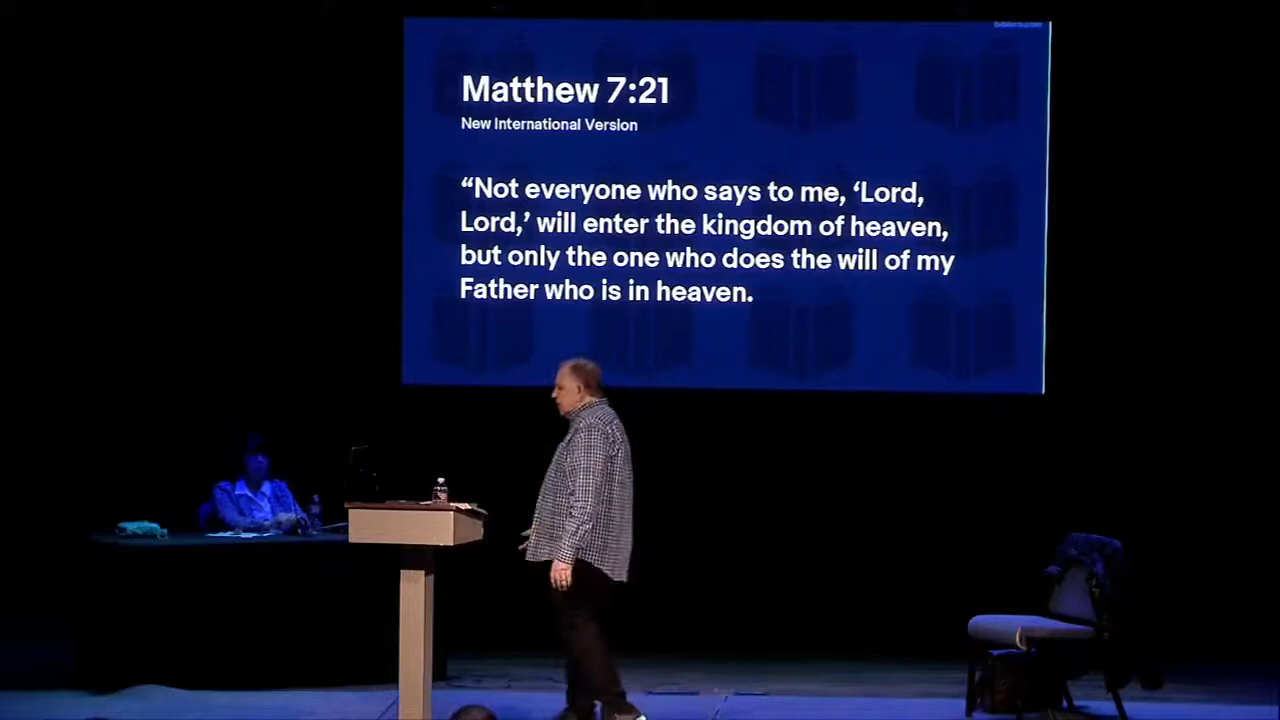 Matthew 7:21
New International Version
“Not everyone who says to me, ‘Lord,
Lord,’ will enter the kingdom of heaven,
but only the one who does the will of my
Father who is in heaven.